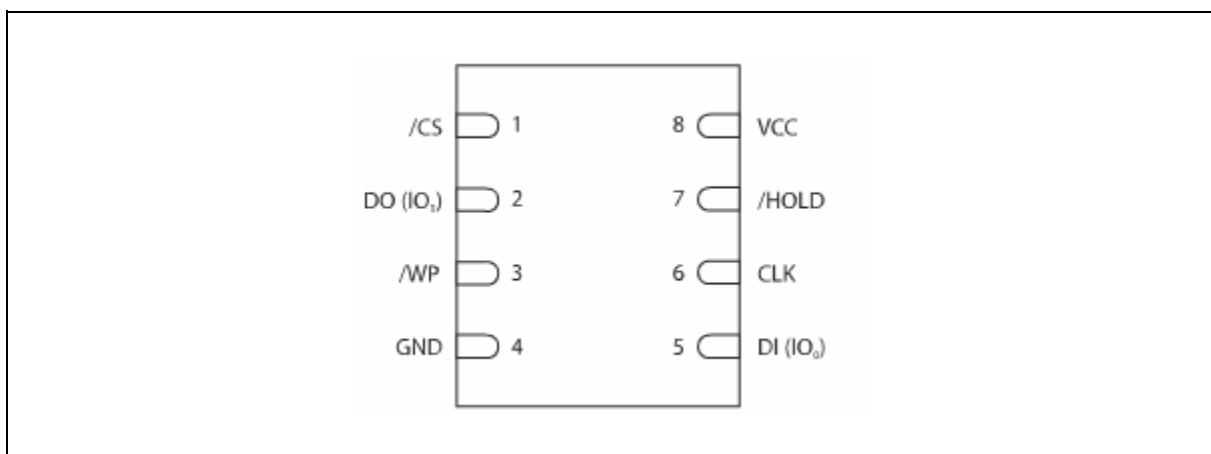 /CS 1 8 VCC
DO (IO₁) 2 7 /HOLD
/WP 3 6 CLK
GND 4 5 DI (IO₀)